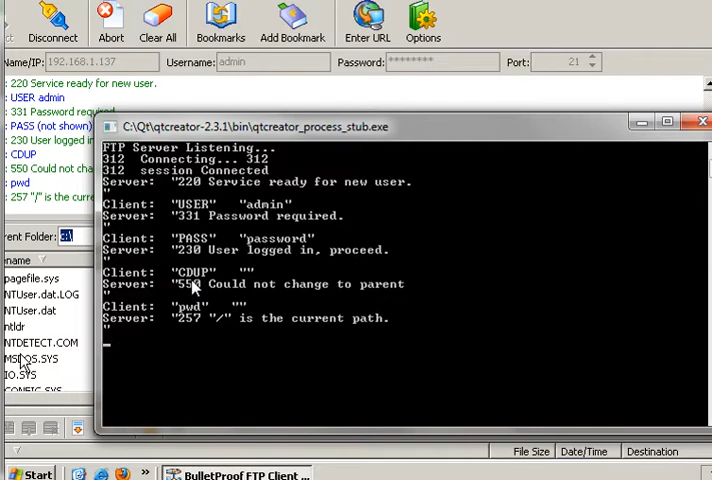 Disconnect Abort Clear All Bookmarks Add Bookmark Enter URL Options
Name/IP: 192.168.1.137 Username: admin Password: ******** Port: 21
: 220 Service ready for new user.
: USER admin
: 331 Password required.
: PASS (not shown)
: 230 User logged in
: CDUP
: 550 Could not chan
: pwd
: 257 "/" is the curre
rent Folder: c:\
ename
pagefile.sys
NTUser.dat.LOG
NTUser.dat
ntldr
NTDETECT.COM
MSDOS.SYS
IO.SYS
CONFIG.SYS
C:\Qt\qtcreator-2.3.1\bin\qtcreator_process_stub.exe
FTP Server Listening...
312 Connecting... 312
312 session Connected
Server: "220 Service ready for new user.
"
Client: "USER" "admin"
Server: "331 Password required.
"
Client: "PASS" "password"
Server: "230 User logged in, proceed.
"
Client: "CDUP" ""
Server: "550 Could not change to parent
"
Client: "pwd" ""
Server: "257 "/" is the current path.
"
File Size Date/Time Destination
Start » BulletProof FTP Client ...